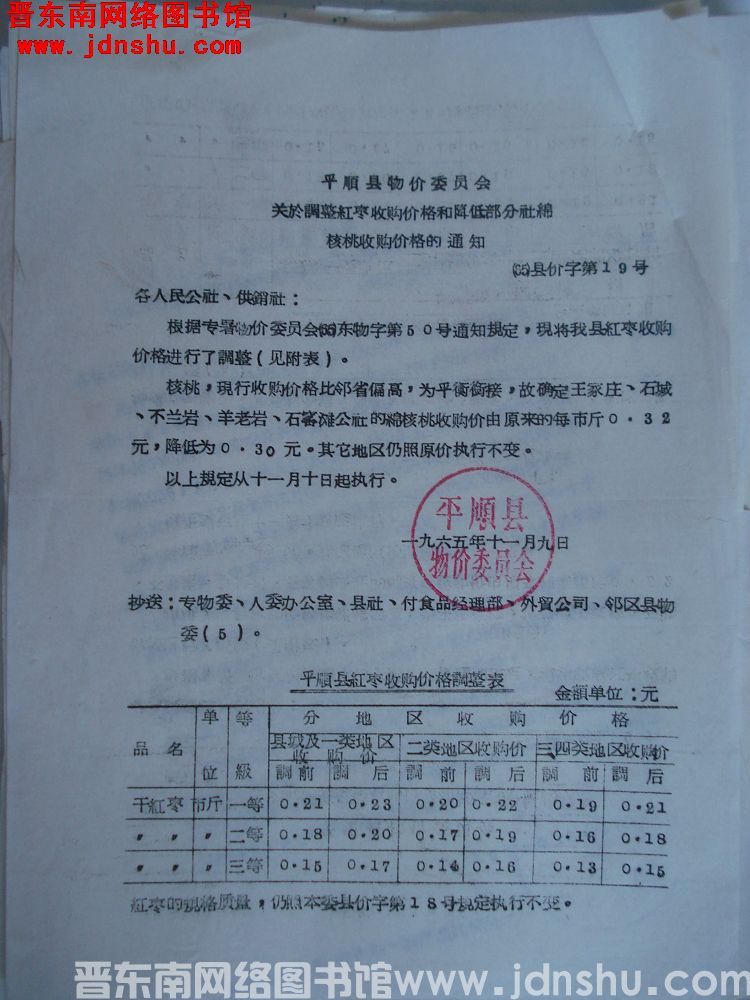 晋东南网络图书馆
www.jdnshu.com
平順县物价委员会
关於調整紅枣收购价格和降低部分社綿
核桃收购价格的通知
(65)县价字第19号
各人民公社、供銷社：
根据专署物价委员会(65)东物字第50号通知規定，現将我县紅枣收购
价格进行了調整(见附表)。
核桃，現行收购价格比邻省偏高，为平衡銜接，故确定王家庄、石城
、不兰岩、羊老岩、石窰滩公社的綿核桃收购价由原来的每市斤0.32
元，降低为0.30元。其它地区仍照原价执行不变。
以上規定从十一月十日起执行。
平順县
物价委员会
一九六五年十一月九日
抄送：专物委、人委办公室、县社、付食品经理部、外貿公司、邻区县物
委(5)。
平順县紅枣收购价格調整表
金額单位：元
品名 单位 等級 分地区收购价格
县城及一类地区收购价 二类地区收购价 三四类地区收购价
調前 調后 調前 調后 調前 調后
干紅枣 市斤 一等 0.21 0.23 0.20 0.22 0.19 0.21
〃 〃 〃 二等 0.18 0.20 0.17 0.19 0.16 0.18
〃 〃 〃 三等 0.15 0.17 0.14 0.16 0.13 0.15
紅枣的規格质量，仍照本委县价字第18号規定执行不变。
晋东南网络图书馆www.jdnshu.com